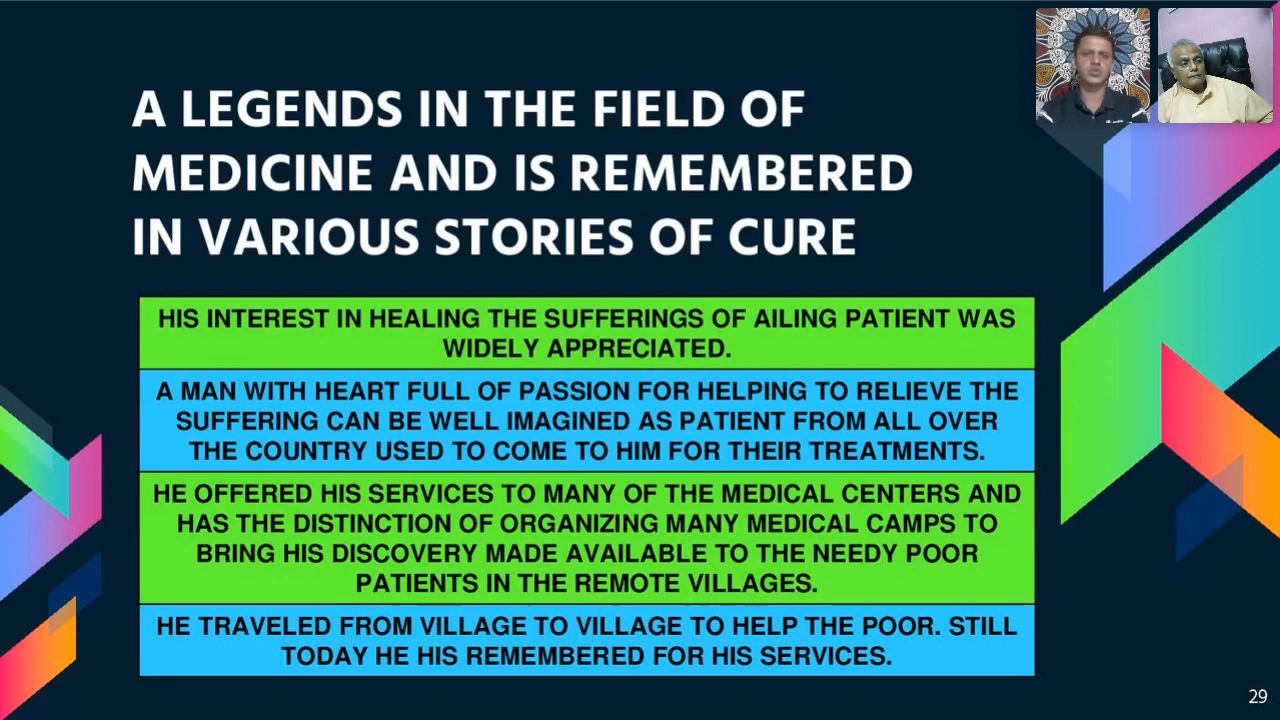 A LEGENDS IN THE FIELD OF
MEDICINE AND IS REMEMBERED
IN VARIOUS STORIES OF CURE
HIS INTEREST IN HEALING THE SUFFERINGS OF AILING PATIENT WAS
WIDELY APPRECIATED.
A MAN WITH HEART FULL OF PASSION FOR HELPING TO RELIEVE THE
SUFFERING CAN BE WELL IMAGINED AS PATIENT FROM ALL OVER
THE COUNTRY USED TO COME TO HIM FOR THEIR TREATMENTS.
HE OFFERED HIS SERVICES TO MANY OF THE MEDICAL CENTERS AND
HAS THE DISTINCTION OF ORGANIZING MANY MEDICAL CAMPS TO
BRING HIS DISCOVERY MADE AVAILABLE TO THE NEEDY POOR
PATIENTS IN THE REMOTE VILLAGES.
HE TRAVELED FROM VILLAGE TO VILLAGE TO HELP THE POOR. STILL
TODAY HE HIS REMEMBERED FOR HIS SERVICES.
29